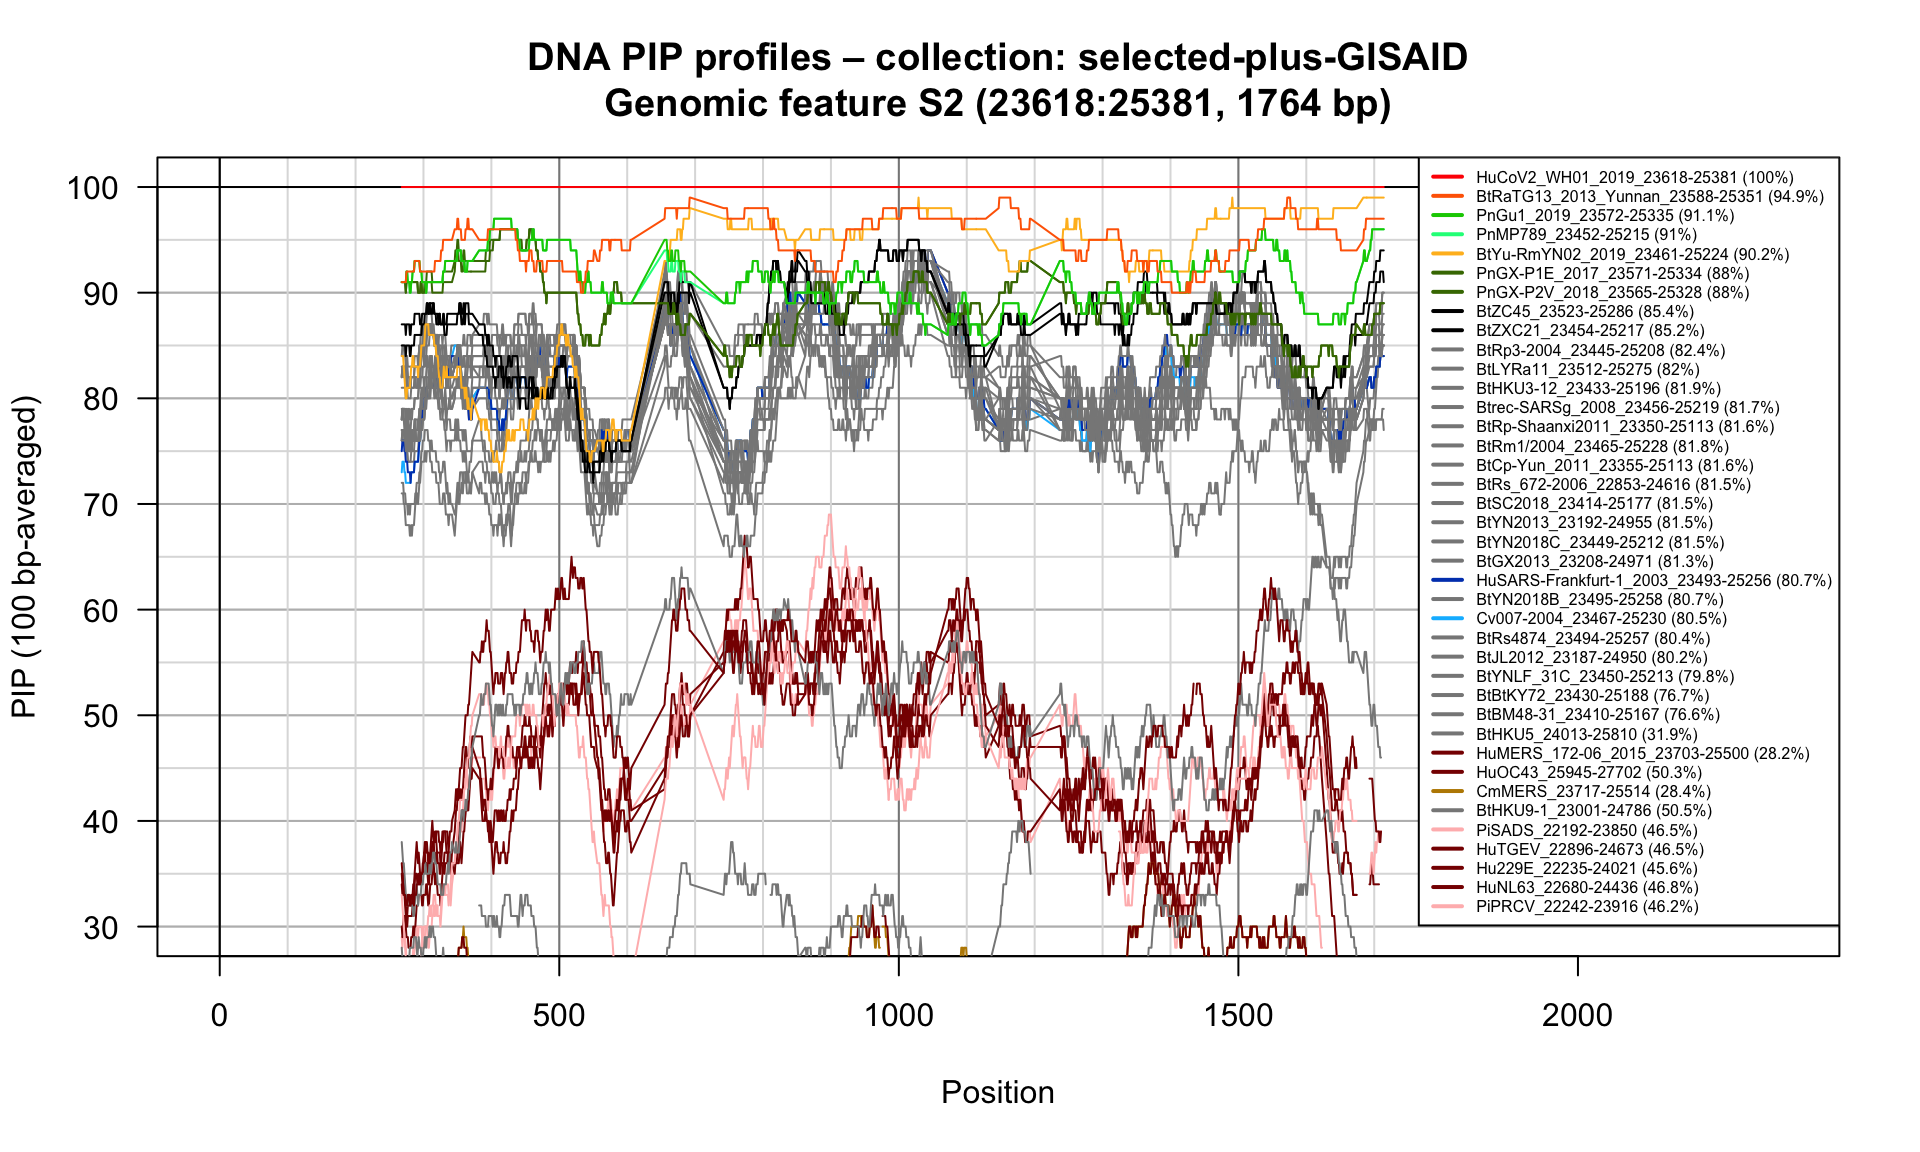 DNA PIP profiles – collection: selected-plus-GISAID
Genomic feature S2 (23618:25381, 1764 bp)
PIP (100 bp-averaged)
100
90
80
70
60
50
40
30
HuCoV2_WH01_2019_23618-25381 (100%)
BtRaTG13_2013_Yunnan_23588-25351 (94.9%)
PnGu1_2019_23572-25335 (91.1%)
PnMP789_23452-25215 (91%)
BtYu-RmYN02_2019_23461-25224 (90.2%)
PnGX-P1E_2017_23571-25334 (88%)
PnGX-P2V_2018_23565-25328 (88%)
BtZC45_23523-25286 (85.4%)
BtZXC21_23454-25217 (85.2%)
BtRp3-2004_23445-25208 (82.4%)
BtLYRa11_23512-25275 (82%)
BtHKU3-12_23433-25196 (81.9%)
Btrec-SARSg_2008_23456-25219 (81.7%)
BtRp-Shaanxi2011_23350-25113 (81.6%)
BtRm1/2004_23465-25228 (81.8%)
BtCp-Yun_2011_23355-25113 (81.6%)
BtRs_672-2006_22853-24616 (81.5%)
BtSC2018_23414-25177 (81.5%)
BtYN2013_23192-24955 (81.5%)
BtYN2018C_23449-25212 (81.5%)
BtGX2013_23208-24971 (81.3%)
HuSARS-Frankfurt-1_2003_23493-25256 (80.7%)
BtYN2018B_23495-25258 (80.7%)
Cv007-2004_23467-25230 (80.5%)
BtRs4874_23494-25257 (80.4%)
BtJL2012_23187-24950 (80.2%)
BtYNLF_31C_23450-25213 (79.8%)
BtBtKY72_23430-25188 (76.7%)
BtBM48-31_23410-25167 (76.6%)
BtHKU5_24013-25810 (31.9%)
HuMERS_172-06_2015_23703-25500 (28.2%)
HuOC43_25945-27702 (50.3%)
CmMERS_23717-25514 (28.4%)
BtHKU9-1_23001-24786 (50.5%)
PiSADS_22192-23850 (46.5%)
HuTGEV_22896-24673 (46.5%)
Hu229E_22235-24021 (45.6%)
HuNL63_22680-24436 (46.8%)
PiPRCV_22242-23916 (46.2%)
0
500
1000
1500
2000
Position